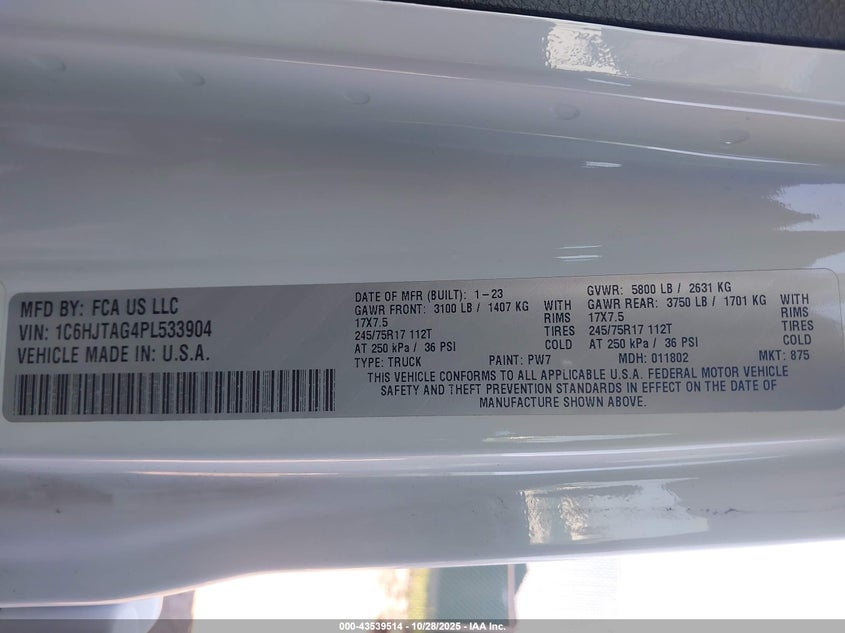 MFD BY: FCA US LLC
VIN: 1C6HJTAG4PL533904
VEHICLE MADE IN: U.S.A.
DATE OF MFR (BUILT): 1-23
GAWR FRONT: 3100 LB / 1407 KG WITH
17X7.5 RIMS
245/75R17 112T TIRES
AT 250 kPa / 36 PSI COLD
GVWR: 5800 LB / 2631 KG
GAWR REAR: 3750 LB / 1701 KG WITH
17X7.5 RIMS
245/75R17 112T TIRES
AT 250 kPa / 36 PSI COLD
TYPE: TRUCK PAINT: PW7 MDH: 011802 MKT: 875
THIS VEHICLE CONFORMS TO ALL APPLICABLE U.S.A. FEDERAL MOTOR VEHICLE
SAFETY AND THEFT PREVENTION STANDARDS IN EFFECT ON THE DATE OF
MANUFACTURE SHOWN ABOVE.
000-43539514 - 10/28/2025 - IAA Inc.